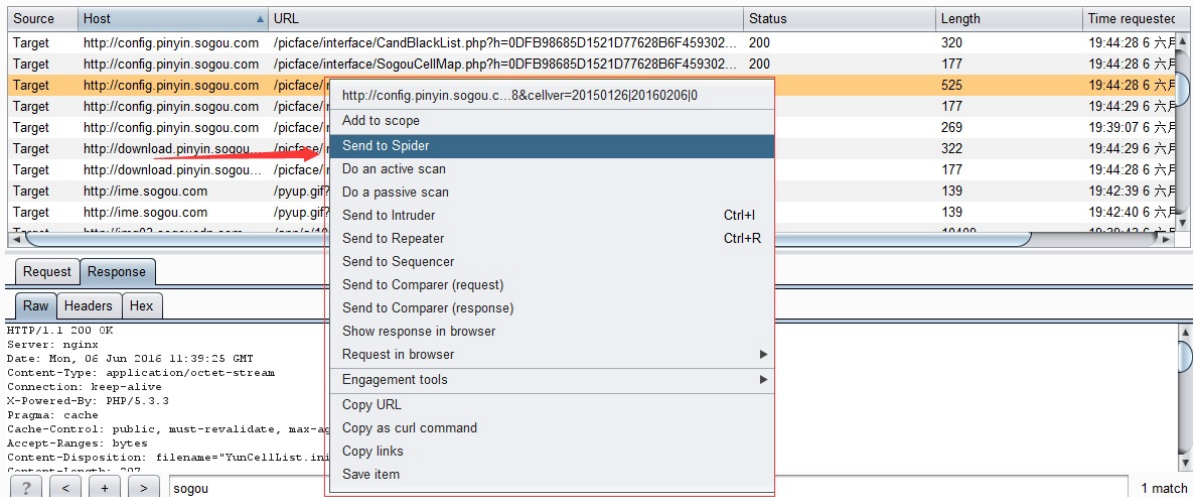 Source Host URL Status Length Time requested
Target http://config.pinyin.sogou.com /picface/interface/CandBlackList.php?h=0DFB98685D1521D77628B6F459302... 200 320 19:44:28 6 六月
Target http://config.pinyin.sogou.com /picface/interface/SogouCellMap.php?h=0DFB98685D1521D77628B6F459302... 200 177 19:44:28 6 六月
Target http://config.pinyin.sogou.com /picface/ 525 19:44:28 6 六月
Target http://config.pinyin.sogou.com /picface/ 177 19:44:29 6 六月
Target http://config.pinyin.sogou.com /picface/ 269 19:39:07 6 六月
Target http://download.pinyin.sogou... /picface/ 322 19:44:29 6 六月
Target http://download.pinyin.sogou... /picface/ 177 19:44:28 6 六月
Target http://ime.sogou.com /pyup.gif? 139 19:42:39 6 六月
Target http://ime.sogou.com /pyup.gif? 139 19:42:40 6 六月
http://config.pinyin.sogou.c...8&cellver=20150126|20160206|0
Add to scope
Send to Spider
Do an active scan
Do a passive scan
Send to Intruder Ctrl+I
Send to Repeater Ctrl+R
Send to Sequencer
Send to Comparer (request)
Send to Comparer (response)
Show response in browser
Request in browser
Engagement tools
Copy URL
Copy as curl command
Copy links
Save item
Request Response
Raw Headers Hex
HTTP/1.1 200 OK
Server: nginx
Date: Mon, 06 Jun 2016 11:39:25 GMT
Content-Type: application/octet-stream
Connection: keep-alive
X-Powered-By: PHP/5.3.3
Pragma: cache
Cache-Control: public, must-revalidate, max-ag
Accept-Ranges: bytes
Content-Disposition: filename="YunCellList.ini
Content-Length: 207
? < + > sogou 1 match